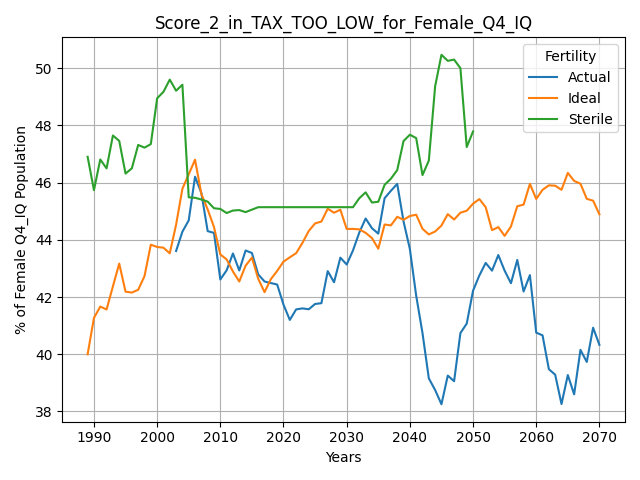 Score_2_in_TAX_TOO_LOW_for_Female_Q4_IQ
% of Female Q4_IQ Population
50
48
46
44
42
40
38
Fertility
Actual
Ideal
Sterile
1990 2000 2010 2020 2030 2040 2050 2060 2070
Years